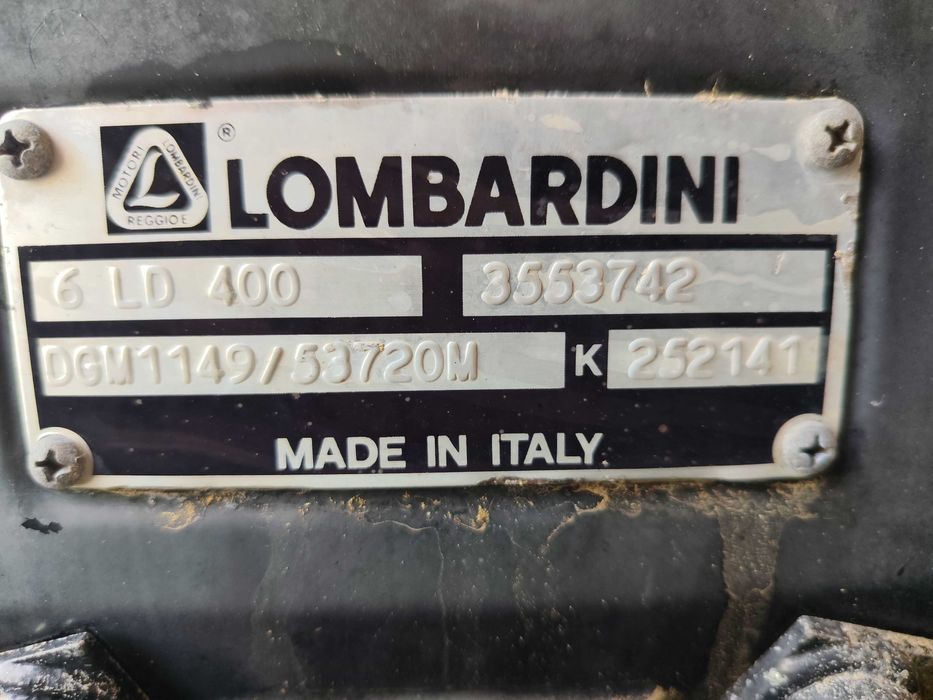 MOTORI LOMBARDINI REGGIO E
® LOMBARDINI
6 LD 400 3553742
DGM1149/53720M K 252141
MADE IN ITALY